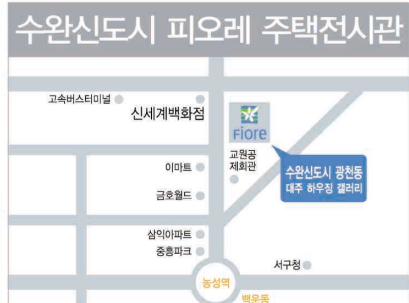 수완신도시 피오레 주택전시관
고속버스터미널
신세계백화점
Fiore
교원공
제회관
수완신도시 광천동
대주 하우징 갤러리
이마트
금호월드
삼익아파트
중흥파크
서구청
농성역
백운동